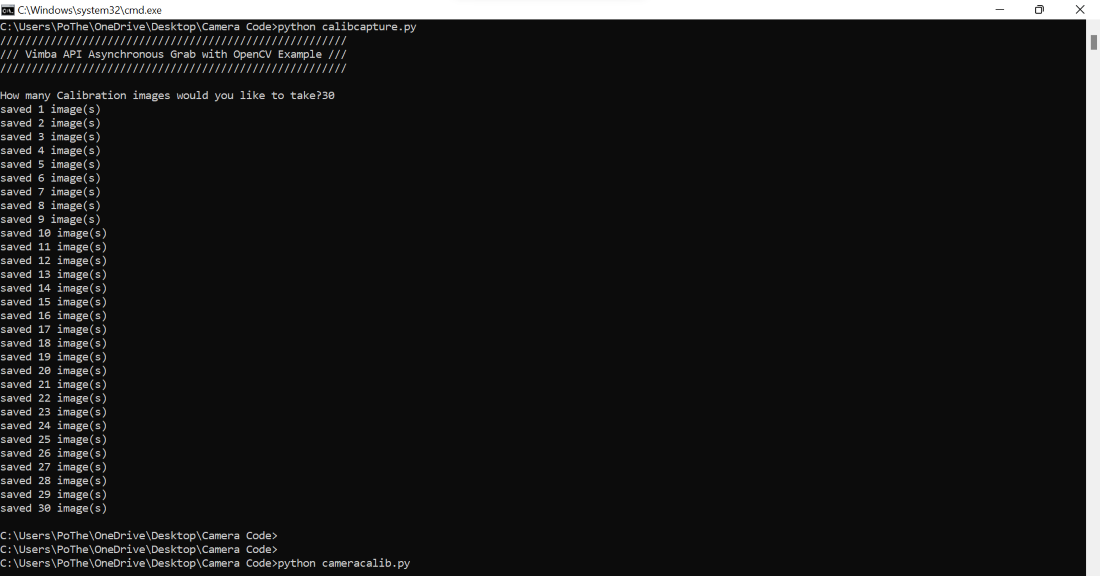 C:\Windows\system32\cmd.exe
C:\Users\PoThe\OneDrive\Desktop\Camera Code>python calibcapture.py
///////////////////////////////////////////////////////
/// Vimba API Asynchronous Grab with OpenCV Example ///
///////////////////////////////////////////////////////
How many Calibration images would you like to take?30
saved 1 image(s)
saved 2 image(s)
saved 3 image(s)
saved 4 image(s)
saved 5 image(s)
saved 6 image(s)
saved 7 image(s)
saved 8 image(s)
saved 9 image(s)
saved 10 image(s)
saved 11 image(s)
saved 12 image(s)
saved 13 image(s)
saved 14 image(s)
saved 15 image(s)
saved 16 image(s)
saved 17 image(s)
saved 18 image(s)
saved 19 image(s)
saved 20 image(s)
saved 21 image(s)
saved 22 image(s)
saved 23 image(s)
saved 24 image(s)
saved 25 image(s)
saved 26 image(s)
saved 27 image(s)
saved 28 image(s)
saved 29 image(s)
saved 30 image(s)
C:\Users\PoThe\OneDrive\Desktop\Camera Code>
C:\Users\PoThe\OneDrive\Desktop\Camera Code>
C:\Users\PoThe\OneDrive\Desktop\Camera Code>python cameracalib.py